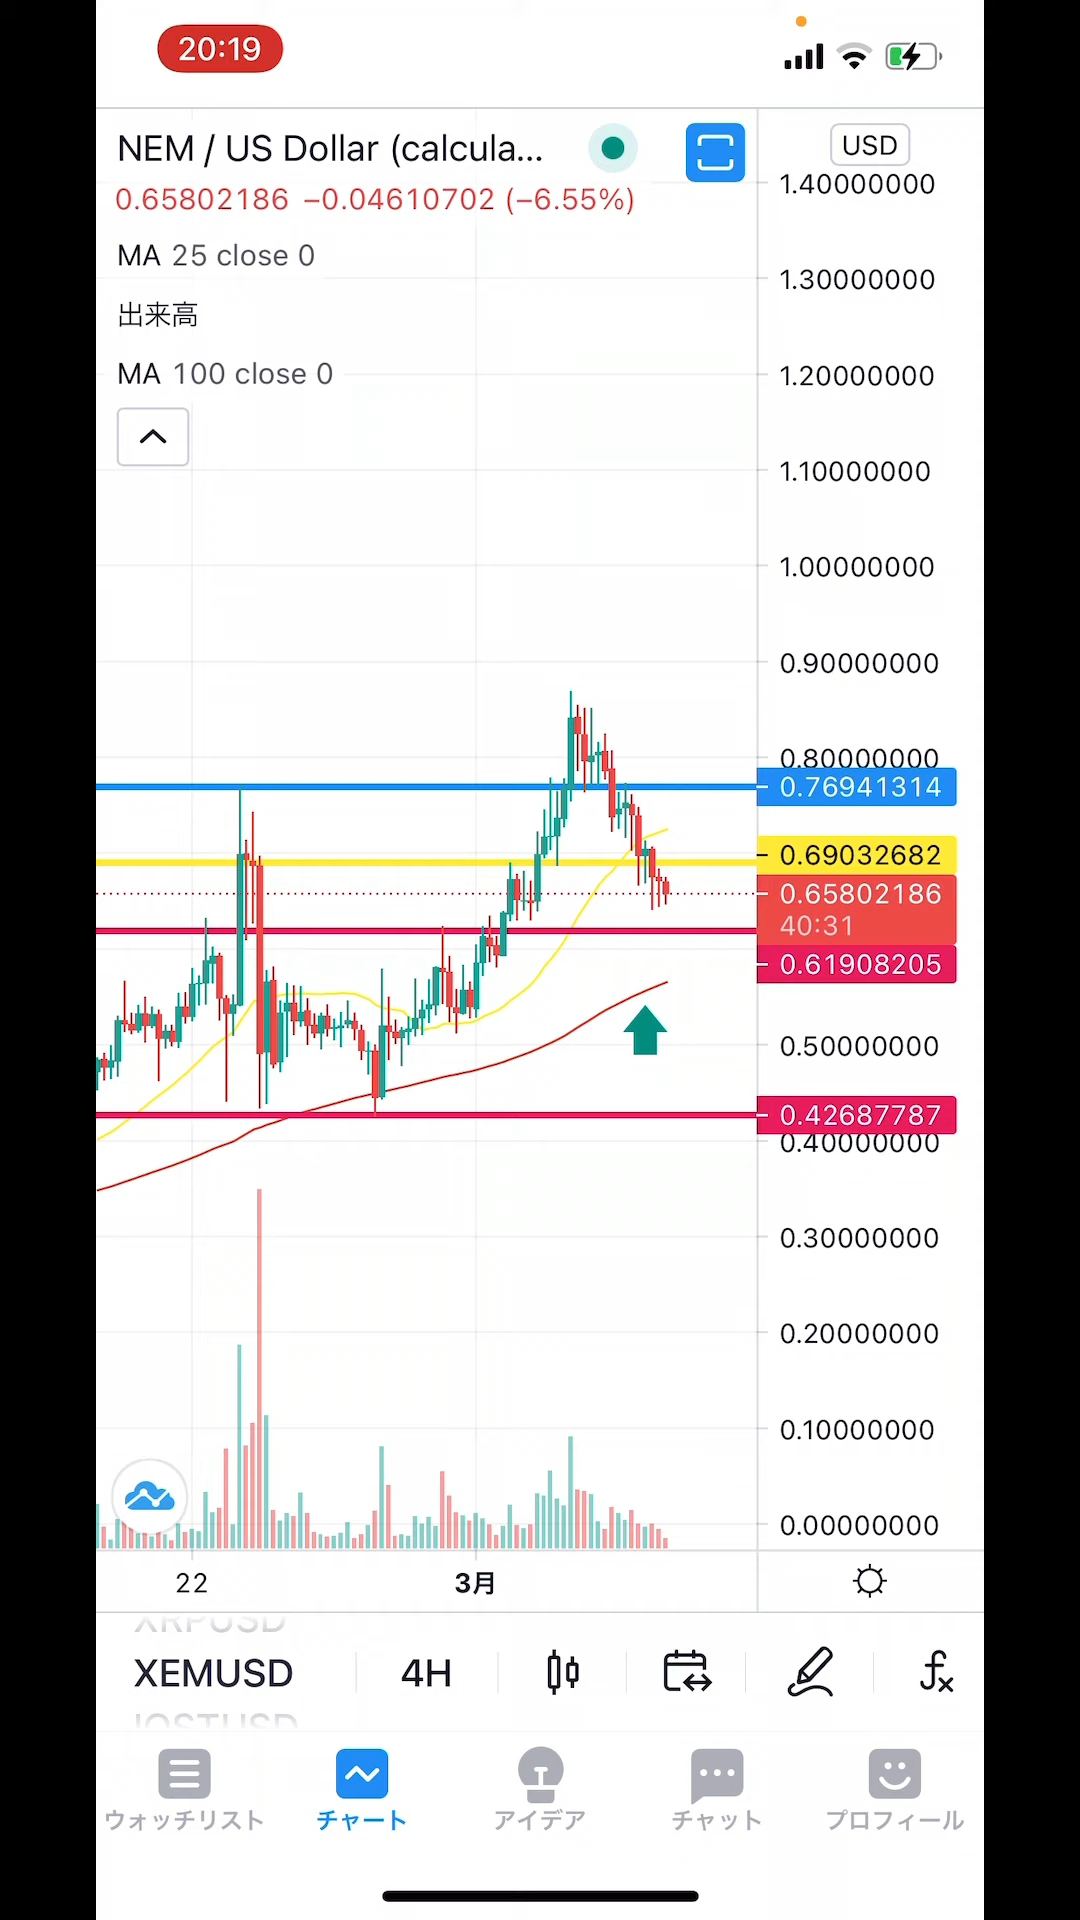 20:19
NEM / US Dollar (calcula...
USD
0.65802186 −0.04610702 (−6.55%)
MA 25 close 0
出来高
MA 100 close 0
1.40000000
1.30000000
1.20000000
1.10000000
1.00000000
0.90000000
0.80000000
0.76941314
0.69032682
0.65802186
40:31
0.61908205
0.50000000
0.42687787
0.40000000
0.30000000
0.20000000
0.10000000
0.00000000
22
3月
XRPUSD
XEMUSD
4H
IOSTUSD
ウォッチリスト
チャート
アイデア
チャット
プロフィール